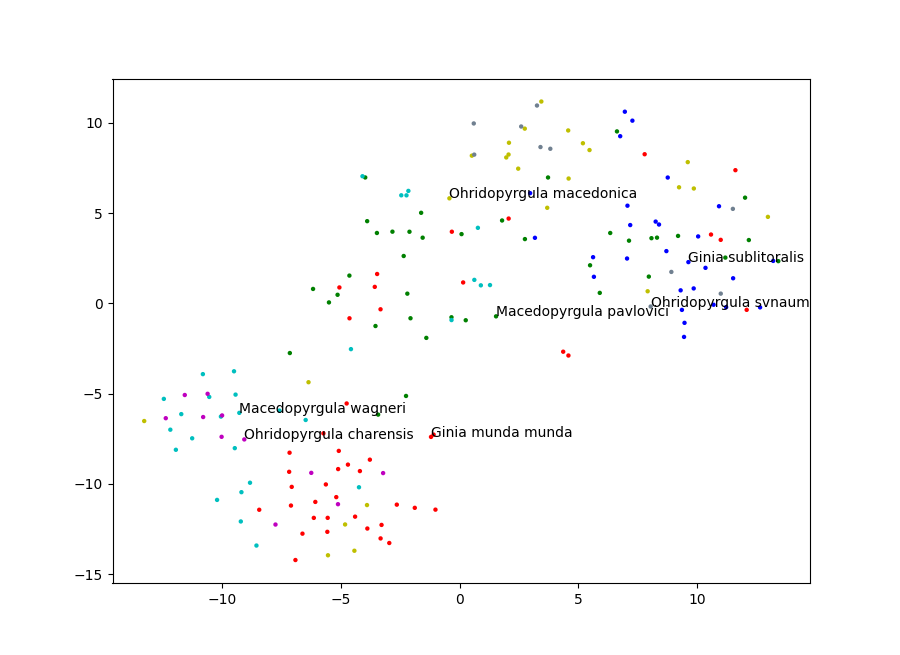 10
Ohridopyrgula macedonica
5
Ginia sublitoralis
0
Ohridopyrgula svnaum
Macedopyrgula pavlovici
−5
Macedopyrgula wagneri
Ohridopyrgula charensis
Ginia munda munda
−10
−15
−10 −5 0 5 10